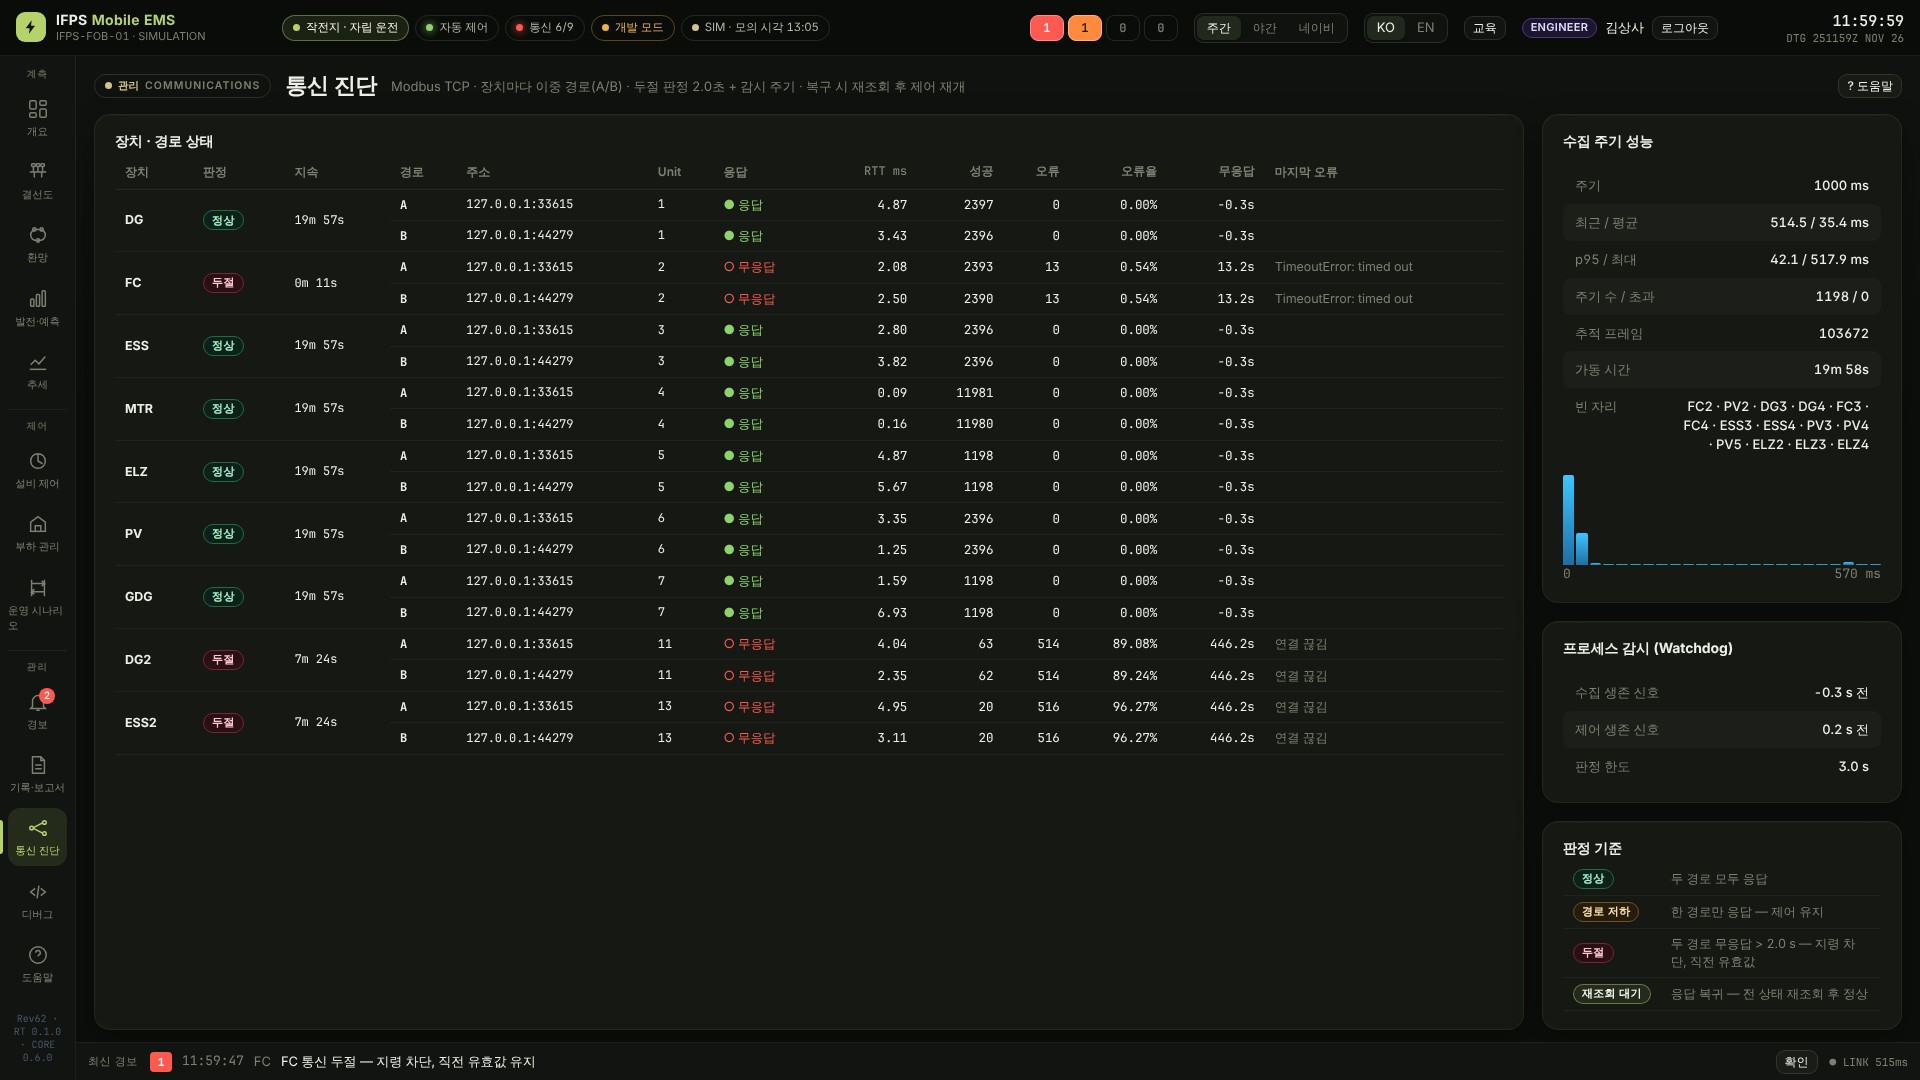 IFPS Mobile EMS
IFPS-FOB-01 · SIMULATION
작전지 · 자립 운전
자동 제어
통신 6/9
개발 모드
SIM · 모의 시각 13:05
1 1 0 0
주간 야간 네이비
KO EN
교육
ENGINEER 김상사 로그아웃
11:59:59
DTG 251159Z NOV 26
계측
개요
결선도
환망
발전·예측
추세
제어
설비 제어
부하 관리
운영 시나리
오
관리
2
경보
기록·보고서
통신 진단
디버그
도움말
Rev62 ·
RT 0.1.0
· CORE
0.6.0
관리 COMMUNICATIONS
통신 진단
Modbus TCP · 장치마다 이중 경로(A/B) · 두절 판정 2.0초 + 감시 주기 · 복구 시 재조회 후 제어 재개
? 도움말
장치 · 경로 상태
장치 판정 지속 경로 주소 Unit 응답 RTT ms 성공 오류 오류율 무응답 마지막 오류
DG 정상 19m 57s
A 127.0.0.1:33615 1 응답 4.87 2397 0 0.00% -0.3s
B 127.0.0.1:44279 1 응답 3.43 2396 0 0.00% -0.3s
FC 두절 0m 11s
A 127.0.0.1:33615 2 무응답 2.08 2393 13 0.54% 13.2s TimeoutError: timed out
B 127.0.0.1:44279 2 무응답 2.50 2390 13 0.54% 13.2s TimeoutError: timed out
ESS 정상 19m 57s
A 127.0.0.1:33615 3 응답 2.80 2396 0 0.00% -0.3s
B 127.0.0.1:44279 3 응답 3.82 2396 0 0.00% -0.3s
MTR 정상 19m 57s
A 127.0.0.1:33615 4 응답 0.09 11981 0 0.00% -0.3s
B 127.0.0.1:44279 4 응답 0.16 11980 0 0.00% -0.3s
ELZ 정상 19m 57s
A 127.0.0.1:33615 5 응답 4.87 1198 0 0.00% -0.3s
B 127.0.0.1:44279 5 응답 5.67 1198 0 0.00% -0.3s
PV 정상 19m 57s
A 127.0.0.1:33615 6 응답 3.35 2396 0 0.00% -0.3s
B 127.0.0.1:44279 6 응답 1.25 2396 0 0.00% -0.3s
GDG 정상 19m 57s
A 127.0.0.1:33615 7 응답 1.59 1198 0 0.00% -0.3s
B 127.0.0.1:44279 7 응답 6.93 1198 0 0.00% -0.3s
DG2 두절 7m 24s
A 127.0.0.1:33615 11 무응답 4.04 63 514 89.08% 446.2s 연결 끊김
B 127.0.0.1:44279 11 무응답 2.35 62 514 89.24% 446.2s 연결 끊김
ESS2 두절 7m 24s
A 127.0.0.1:33615 13 무응답 4.95 20 516 96.27% 446.2s 연결 끊김
B 127.0.0.1:44279 13 무응답 3.11 20 516 96.27% 446.2s 연결 끊김
수집 주기 성능
주기 1000 ms
최근 / 평균 514.5 / 35.4 ms
p95 / 최대 42.1 / 517.9 ms
주기 수 / 초과 1198 / 0
추적 프레임 103672
가동 시간 19m 58s
빈 자리 FC2 · PV2 · DG3 · DG4 · FC3 ·
FC4 · ESS3 · ESS4 · PV3 · PV4
· PV5 · ELZ2 · ELZ3 · ELZ4
0 570 ms
프로세스 감시 (Watchdog)
수집 생존 신호 -0.3 s 전
제어 생존 신호 0.2 s 전
판정 한도 3.0 s
판정 기준
정상 두 경로 모두 응답
경로 저하 한 경로만 응답 — 제어 유지
두절 두 경로 무응답 > 2.0 s — 지령 차
단, 직전 유효값
재조회 대기 응답 복귀 — 전 상태 재조회 후 정상
최신 경보 1 11:59:47 FC FC 통신 두절 — 지령 차단, 직전 유효값 유지
확인 LINK 515ms